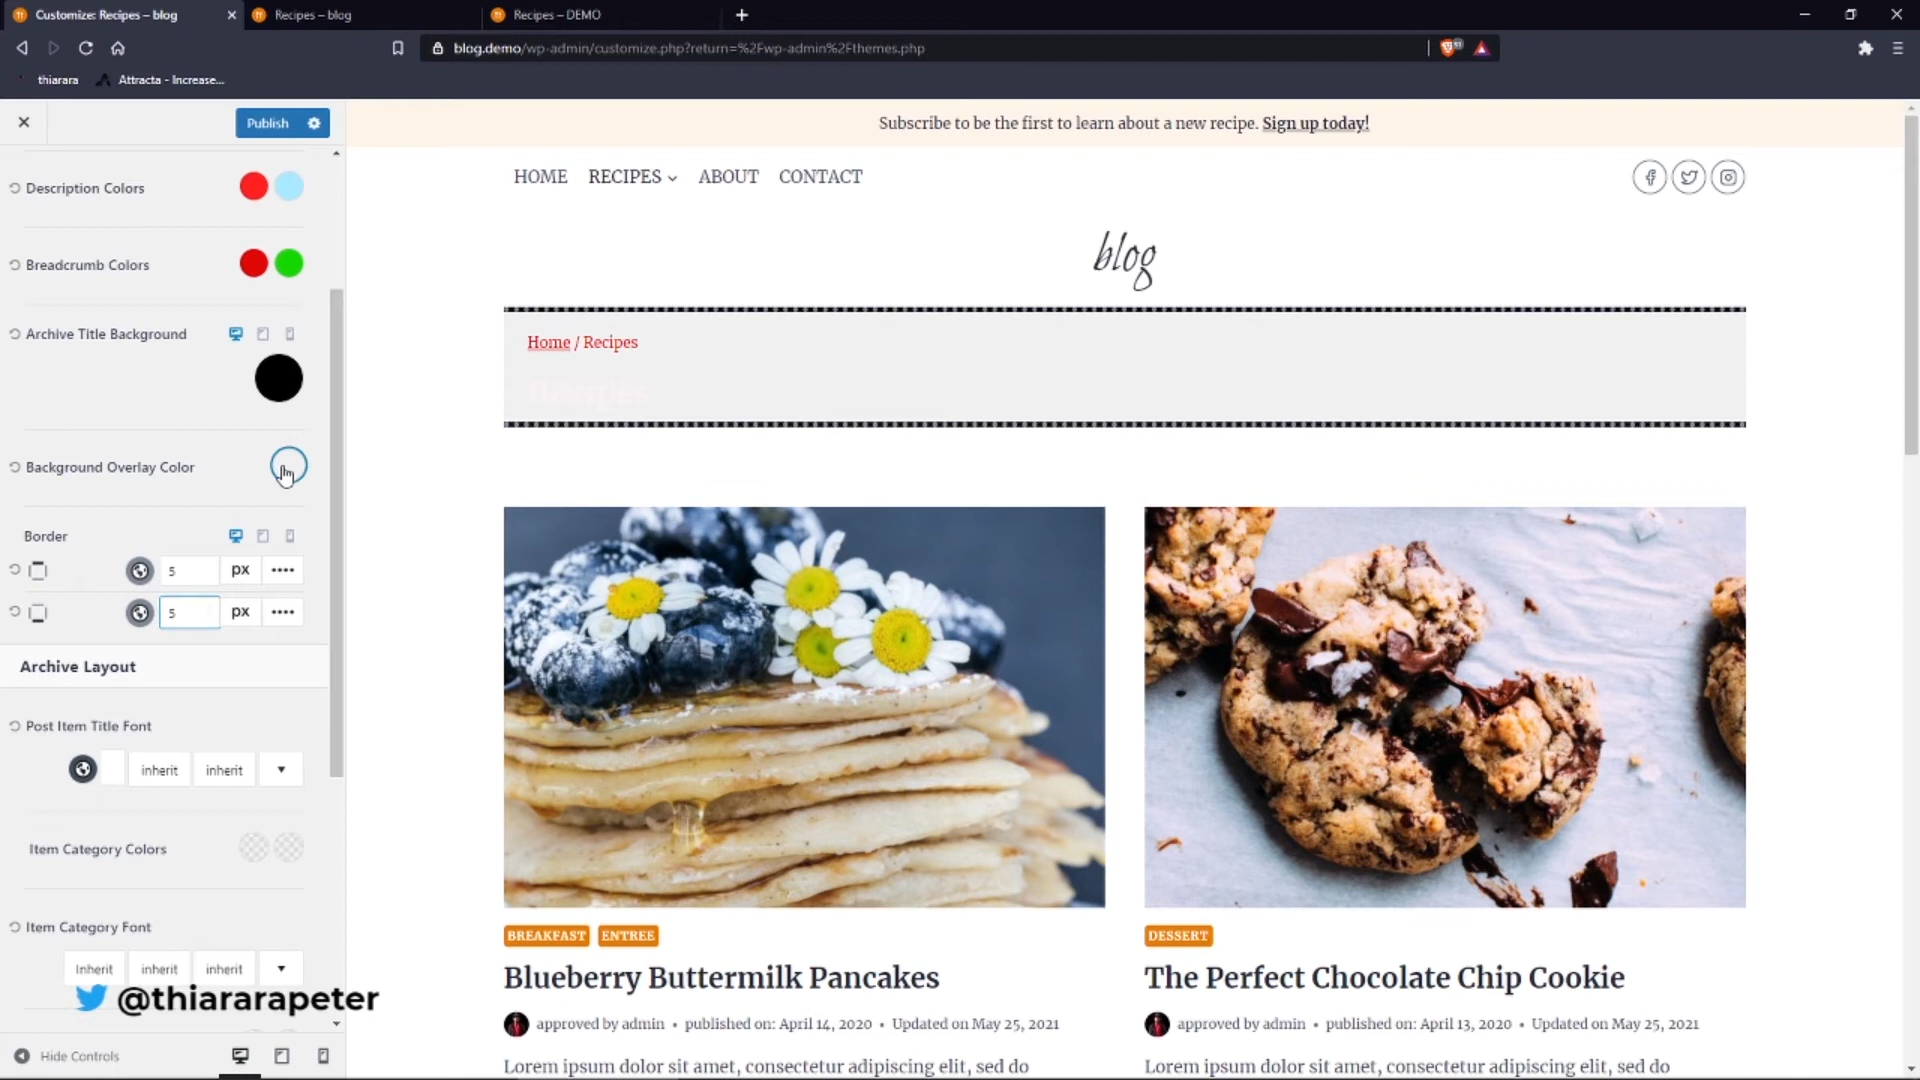 Customize: Recipes – blog
Recipes – blog
Recipes – DEMO
blog.demo/wp-admin/customize.php?return=%2Fwp-admin%2Fthemes.php
thiarara
Attracta - Increase...
Publish
Description Colors
Breadcrumb Colors
Archive Title Background
Background Overlay Color
Border
5 px
5 px
Archive Layout
Post Item Title Font
inherit inherit
Item Category Colors
Item Category Font
Inherit inherit inherit
@thiararapeter
Hide Controls
Subscribe to be the first to learn about a new recipe. Sign up today!
HOME RECIPES ABOUT CONTACT
blog
Home / Recipes
Recipes
BREAKFAST ENTREE
Blueberry Buttermilk Pancakes
approved by admin • published on: April 14, 2020 • Updated on May 25, 2021
Lorem ipsum dolor sit amet, consectetur adipiscing elit, sed do
DESSERT
The Perfect Chocolate Chip Cookie
approved by admin • published on: April 13, 2020 • Updated on May 25, 2021
Lorem ipsum dolor sit amet, consectetur adipiscing elit, sed do